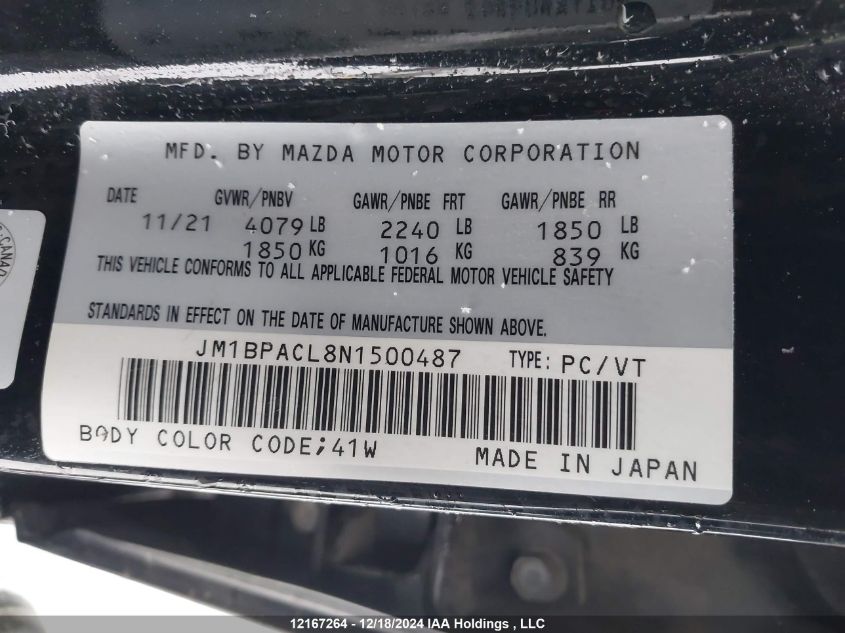 MFD. BY MAZDA MOTOR CORPORATION
DATE GVWR/PNBV GAWR/PNBE FRT GAWR/PNBE RR
11/21 4079 LB 2240 LB 1850 LB
1850 KG 1016 KG 839 KG
THIS VEHICLE CONFORMS TO ALL APPLICABLE FEDERAL MOTOR VEHICLE SAFETY
STANDARDS IN EFFECT ON THE DATE OF MANUFACTURE SHOWN ABOVE.
JM1BPACL8N1500487 TYPE: PC/VT
BODY COLOR CODE;41W
MADE IN JAPAN
12167264 - 12/18/2024 IAA Holdings , LLC